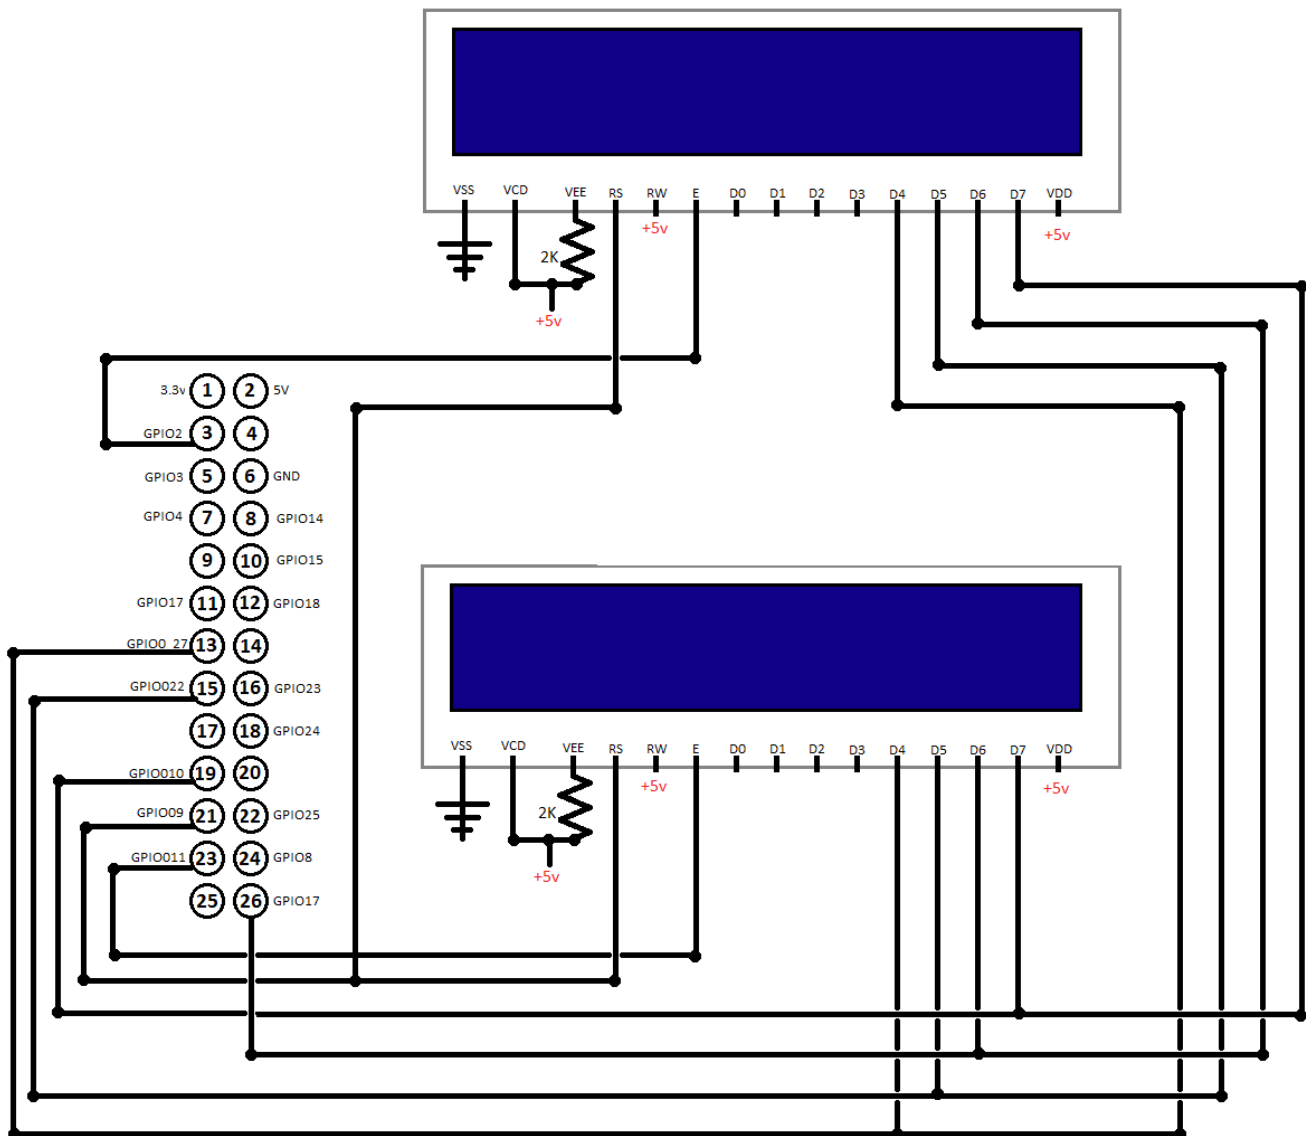 VSS VCD VEE RS RW E D0 D1 D2 D3 D4 D5 D6 D7 VDD
+5v +5v
2K
+5v
3.3v 1 2 5V
GPIO2 3 4
GPIO3 5 6 GND
GPIO4 7 8 GPIO14
9 10 GPIO15
GPIO17 11 12 GPIO18
GPIO0_27 13 14
GPIO022 15 16 GPIO23
17 18 GPIO24
GPIO010 19 20
GPIO09 21 22 GPIO25
GPIO011 23 24 GPIO8
25 26 GPIO17
VSS VCD VEE RS RW E D0 D1 D2 D3 D4 D5 D6 D7 VDD
+5v +5v
2K
+5v